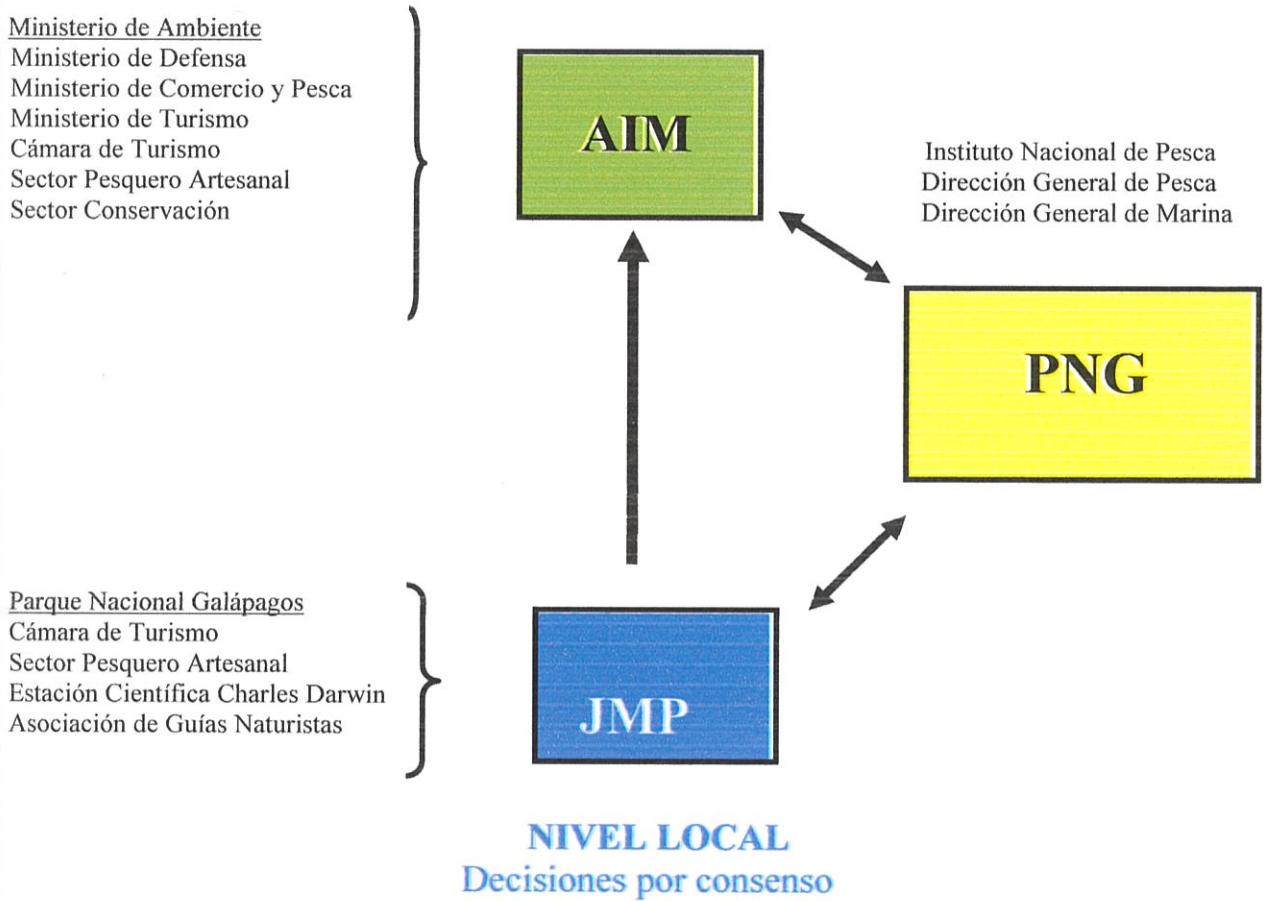 Ministerio de Ambiente
Ministerio de Defensa
Ministerio de Comercio y Pesca
Ministerio de Turismo
Cámara de Turismo
Sector Pesquero Artesanal
Sector Conservación
AIM
Instituto Nacional de Pesca
Dirección General de Pesca
Dirección General de Marina
PNG
Parque Nacional Galápagos
Cámara de Turismo
Sector Pesquero Artesanal
Estación Científica Charles Darwin
Asociación de Guías Naturistas
JMP
NIVEL LOCAL
Decisiones por consenso